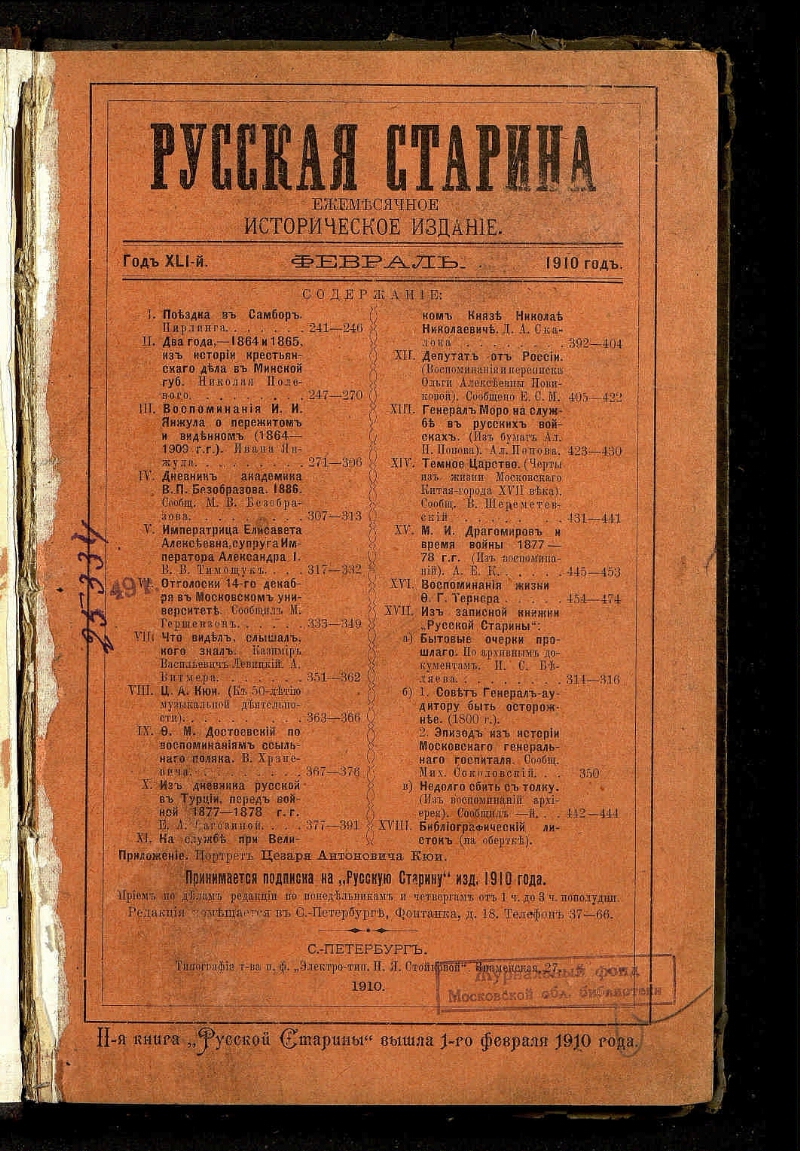 РУССКАЯ СТАРИНА
ЕЖЕМѢСЯЧНОЕ
ИСТОРИЧЕСКОЕ ИЗДАНІЕ.
Годъ XLI-й. ФЕВРАЛЬ. 1910 годъ.
СОДЕРЖАНІЕ:
I. Поѣздка въ Самборъ.
Пирлинга. . . . . . . 241—246
II. Два года,—1864 и 1865.
изъ исторіи крестьян-
скаго дѣла въ Минской
губ. Николая Поле-
вого. . . . . . . . . 247—270
III. Воспоминанія И. И.
Янжула о пережитомъ
и видѣнномъ (1864—
1909 г.г.). Ивана Ян-
жула. . . . . . . . . 271—306
IV. Дневникъ академика
В. П. Безобразова. 1886.
Сообщ. М. В. Безобра-
зова. . . . . . . . . 307—313
V. Императрица Елисавета
Алексѣевна, супруга Им-
ператора Александра I.
В. В. Тимощукъ. . . . 317—332
VI. Отголоски 14-го декаб-
ря въ Московскомъ уни-
верситетѣ. Сообщилъ М.
Гершензонъ. . . . . . 333—349
VII. Что видѣлъ, слышалъ,
кого зналъ. Казимiръ
Васильевичъ Левицкій. А.
Витмера. . . . . . . 351—362
VIII. Ц. А. Кюи. (Къ 50-лѣтію
музыкальной дѣятельно-
сти). . . . . . . . . 363—366
IX. Ѳ. М. Достоевскій по
воспоминаніямъ ссыль-
наго поляка. В. Хране-
вича. . . . . . . . . 367—376
X. Изъ дневника русской
въ Турціи, передъ вой-
ной 1877—1878 г. г.
Е. А. . . . 377—391
XI. На службѣ при Вели-
комъ Князѣ Николаѣ
Николаевичѣ. Д. А. Ска-
лона . . . . . . . . 392—404
XII. Депутатъ отъ Россіи.
(Воспоминанія и переписка
Ольги Алексѣевны Нови-
ковой). Сообщено Е. С. М. 405—422
XIII. Генералъ Моро на служ-
бѣ въ русскихъ вой-
скахъ. (Изъ бумагъ Ал.
Н. Попова). Ал. Попова. 423—430
XIV. Темное Царство. (Черты
изъ жизни Московскаго
Китая-города XVII вѣка).
Сообщ. В. Шереметев-
скій . . . . . . . . 431—441
XV. М. И. Драгомировъ и
время войны 1877—
78 г.г. (Изъ воспомина-
ній). А. Е. К. . . . . 445—453
XVI. Воспоминанія жизни
Ѳ. Г. Тернера . . . . 454—474
XVII. Изъ записной книжки
„Русской Старины“:
а) Бытовые очерки про-
шлаго. По архивнымъ до-
кументамъ. И. С. Бѣ-
ляева. . . . . . . . 314—316
б) 1. Совѣтъ Генералъ-ау-
дитору быть осторож-
нѣе. (1800 г.).
2. Эпизодъ изъ исторіи
Московскаго генераль-
наго госпиталя. Сообщ.
Мих. Соколовскій. . . 350
в) Недолго сбить съ толку.
(Изъ воспоминаній архі-
ерея). Сообщилъ —й. . . 442—444
XVIII. Библіографическій ли-
стокъ (на оберткѣ).
Приложеніе. Портретъ Цезаря Антоновича Кюи.
Принимается подписка на „Русскую Старину“ изд. 1910 года.
Пріемъ по дѣламъ редакціи по понедѣльникамъ и четвергамъ отъ 1 ч. до 3 ч. пополудни.
Редакція помѣщается въ С.-Петербургѣ, Фонтанка, д. 18. Телефонъ 37—66.
С.-ПЕТЕРБУРГЪ.
Типографія т-ва п. ф. „Электро-тип. Н. Я. Стойковой“. Знаменская, 27.
1910.
Журнальный фонд
Московской обл. библиотеки
II-я книга „Русской Старины“ вышла 1-го февраля 1910 года.
25334